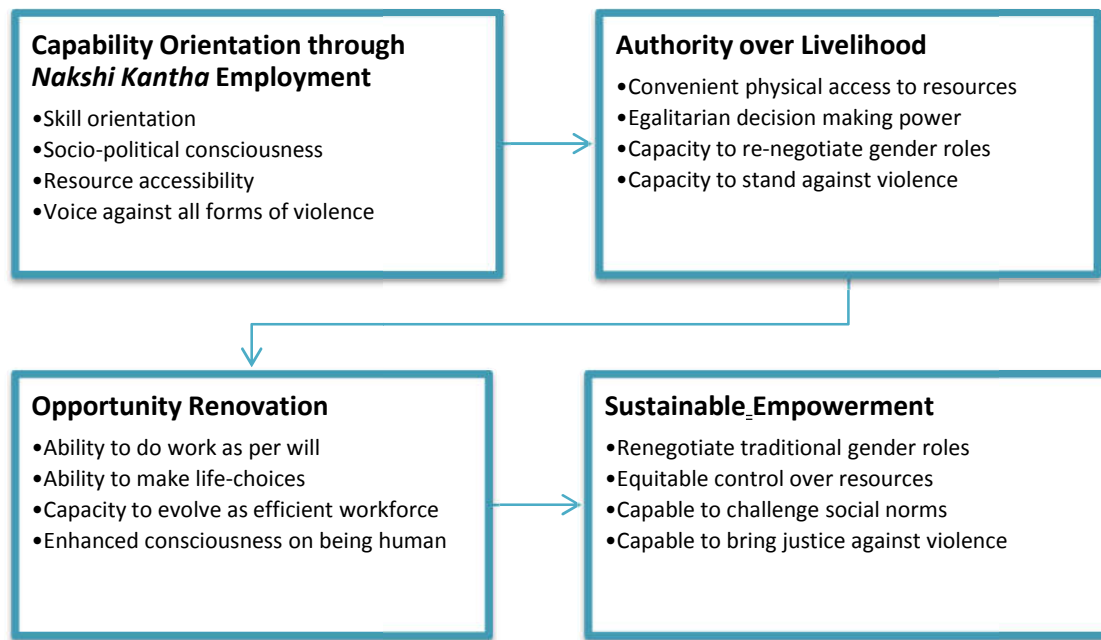 Capability Orientation through
Nakshi Kantha Employment
•Skill orientation
•Socio-political consciousness
•Resource accessibility
•Voice against all forms of violence
Authority over Livelihood
•Convenient physical access to resources
•Egalitarian decision making power
•Capacity to re-negotiate gender roles
•Capacity to stand against violence
Opportunity Renovation
•Ability to do work as per will
•Ability to make life-choices
•Capacity to evolve as efficient workforce
•Enhanced consciousness on being human
Sustainable Empowerment
•Renegotiate traditional gender roles
•Equitable control over resources
•Capable to challenge social norms
•Capable to bring justice against violence